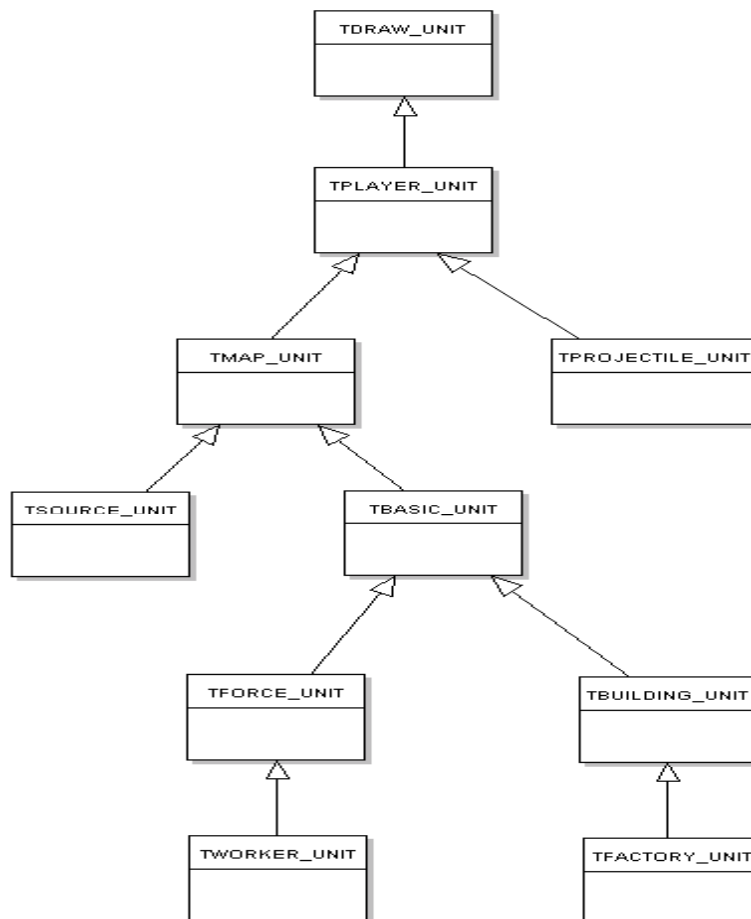 TDRAW_UNIT
TPLAYER_UNIT
TMAP_UNIT
TPROJECTILE_UNIT
TSOURCE_UNIT
TBASIC_UNIT
TFORCE_UNIT
TBUILDING_UNIT
TWORKER_UNIT
TFACTORY_UNIT